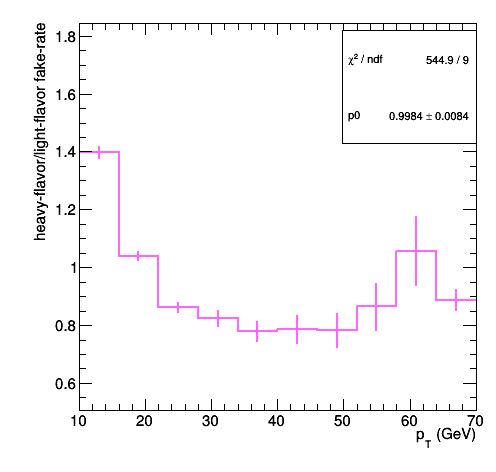 heavy-flavor/light-flavor fake-rate
1.8
1.6
1.4
1.2
1
0.8
0.6
χ² / ndf 544.9 / 9
p0 0.9984 ± 0.0084
10 20 30 40 50 60 70
p_T (GeV)